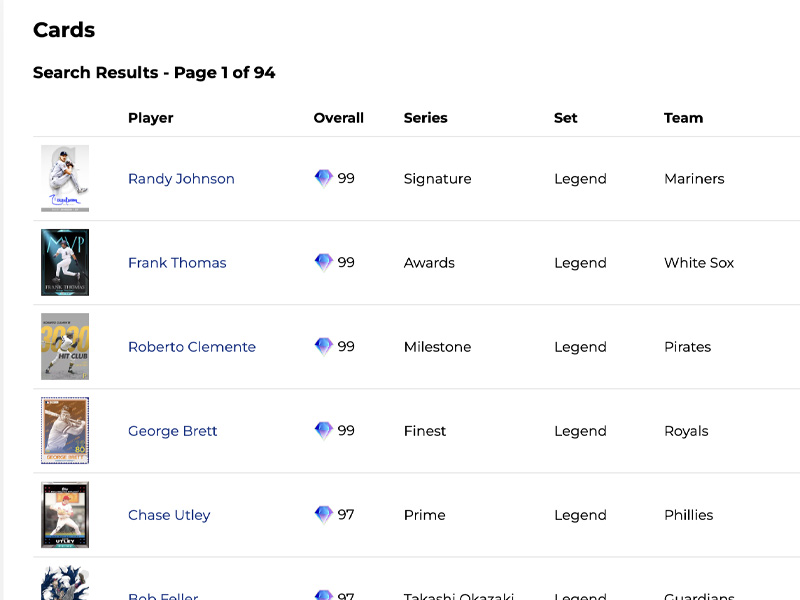 Cards
Search Results - Page 1 of 94
Player Overall Series Set Team
Randy Johnson 99 Signature Legend Mariners
MVP
FRANK THOMAS
Frank Thomas 99 Awards Legend White Sox
3000
HIT CLUB
Roberto Clemente 99 Milestone Legend Pirates
80
GEORGE BRETT
George Brett 99 Finest Legend Royals
UTLEY
Chase Utley 97 Prime Legend Phillies
Bob Feller 97 Takashi Okazaki Legend Guardians